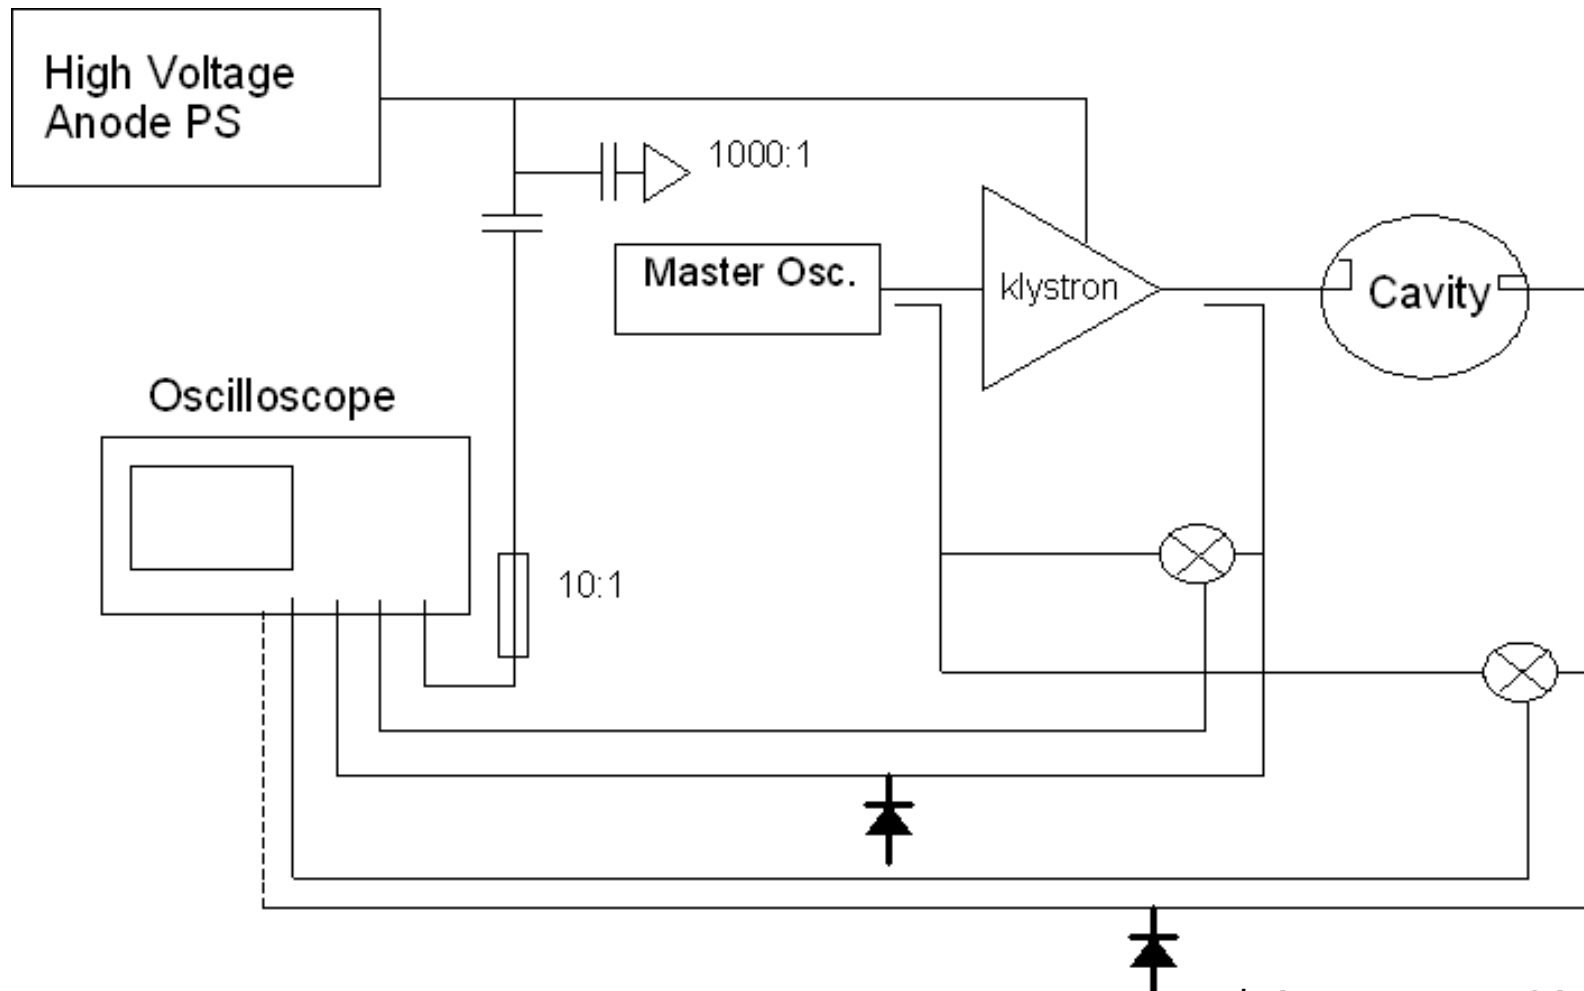 High Voltage
Anode PS
1000:1
Master Osc.
klystron
Cavity
Oscilloscope
10:1